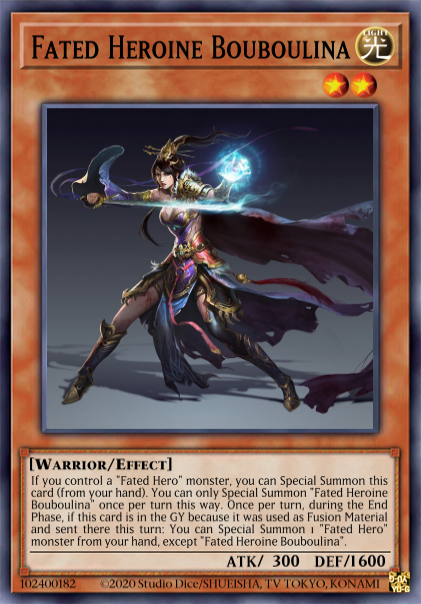 FATED HEROINE BOUBOULINA
LIGHT
光
[WARRIOR/EFFECT]
If you control a "Fated Hero" monster, you can Special Summon this
card (from your hand). You can only Special Summon "Fated Heroine
Bouboulina" once per turn this way. Once per turn, during the End
Phase, if this card is in the GY because it was used as Fusion Material
and sent there this turn: You can Special Summon 1 "Fated Hero"
monster from your hand, except "Fated Heroine Bouboulina".
ATK/ 300 DEF/1600
102400182 ©2020 Studio Dice/SHUEISHA, TV TOKYO, KONAMI